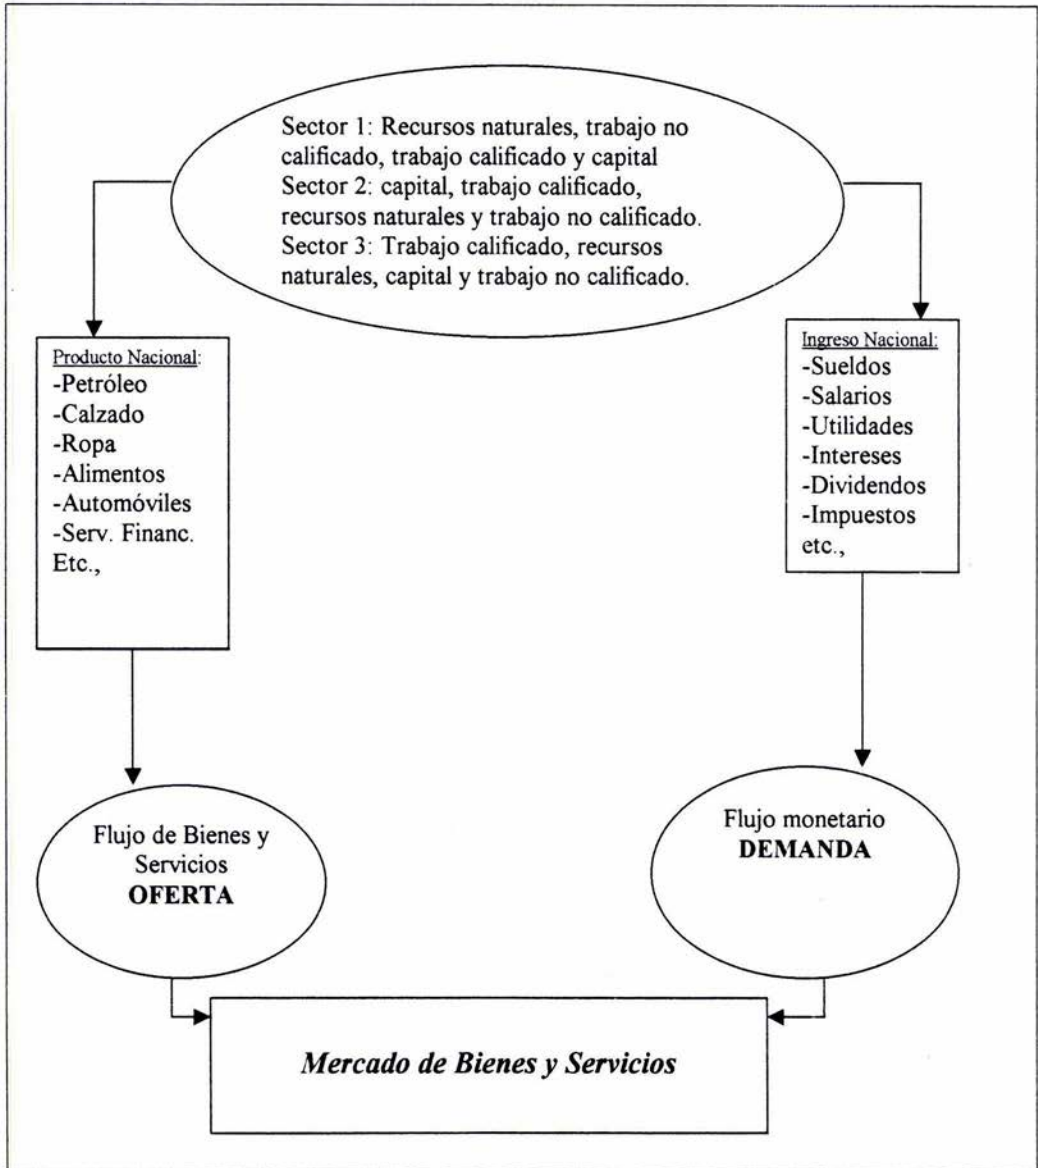 Sector 1: Recursos naturales, trabajo no
calificado, trabajo calificado y capital
Sector 2: capital, trabajo calificado,
recursos naturales y trabajo no calificado.
Sector 3: Trabajo calificado, recursos
naturales, capital y trabajo no calificado.
Producto Nacional:
-Petróleo
-Calzado
-Ropa
-Alimentos
-Automóviles
-Serv. Financ.
Etc.,
Ingreso Nacional:
-Sueldos
-Salarios
-Utilidades
-Intereses
-Dividendos
-Impuestos
etc.,
Flujo de Bienes y
Servicios
OFERTA
Flujo monetario
DEMANDA
Mercado de Bienes y Servicios